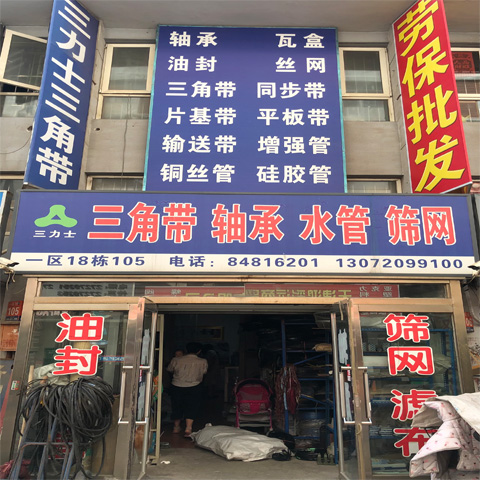 三力士三角带
轴承 瓦盒
油封 丝网
三角带 同步带
片基带 平板带
输送带 增强管
铜丝管 硅胶管
劳保批发
三力士
三角带 轴承 水管 筛网
一区18栋105 电话：84816201 13072099100
油封
筛网滤布
105